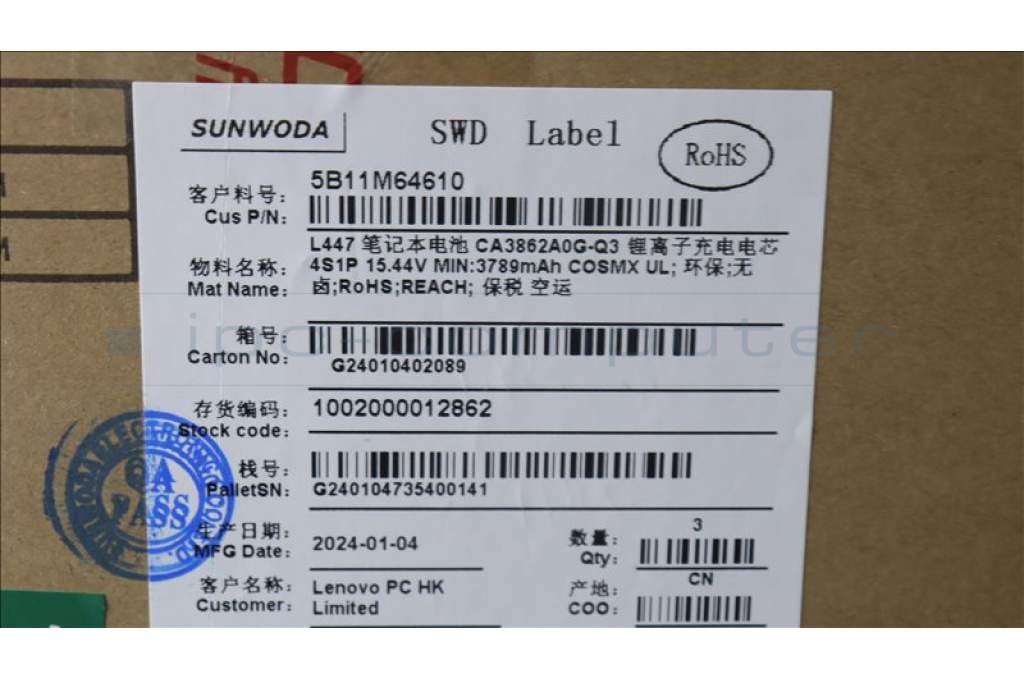 SUNWODA
SWD Label
RoHS
客户料号:
Cus P/N:
5B11M64610
物料名称:
Mat Name:
L447 笔记本电池 CA3862A0G-Q3 锂离子充电电芯
4S1P 15.44V MIN:3789mAh COSMX UL; 环保;无
卤;RoHS;REACH; 保税 空运
箱号:
Carton No:
G24010402089
存货编码:
Stock code:
1002000012862
栈号:
PalletSN:
G240104735400141
生产日期:
MFG Date:
2024-01-04
数量:
Qty:
3
客户名称:
Customer:
Lenovo PC HK
Limited
产地:
COO:
CN
QA
PASS
ipc-computer